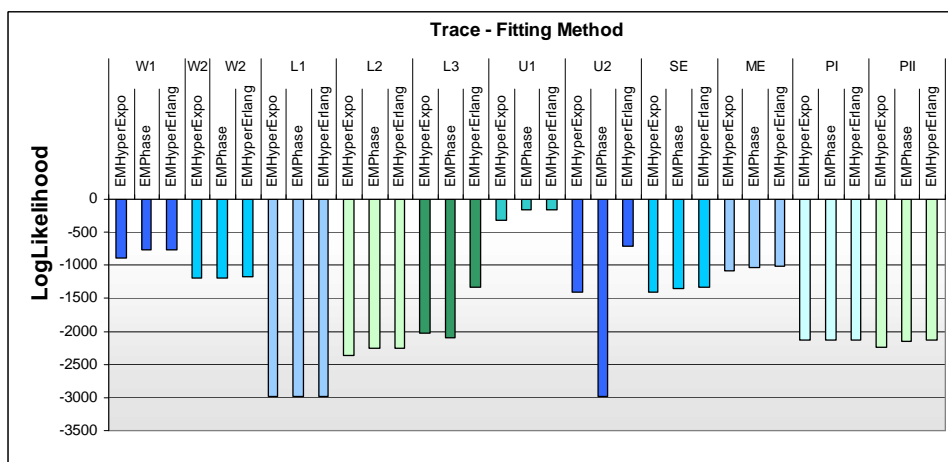 Trace - Fitting Method
W1 W2 W2 L1 L2 L3 U1 U2 SE ME PI PII
EMHyperExpo EMPhase EMHyperErlang EMHyperExpo EMPhase EMHyperErlang EMHyperExpo EMPhase EMHyperErlang EMHyperExpo EMPhase EMHyperErlang EMHyperExpo EMPhase EMHyperErlang EMHyperExpo EMPhase EMHyperErlang EMHyperExpo EMPhase EMHyperErlang EMHyperExpo EMPhase EMHyperErlang EMHyperExpo EMPhase EMHyperErlang EMHyperExpo EMPhase EMHyperErlang EMHyperExpo EMPhase EMHyperErlang
LogLikelihood
0
-500
-1000
-1500
-2000
-2500
-3000
-3500